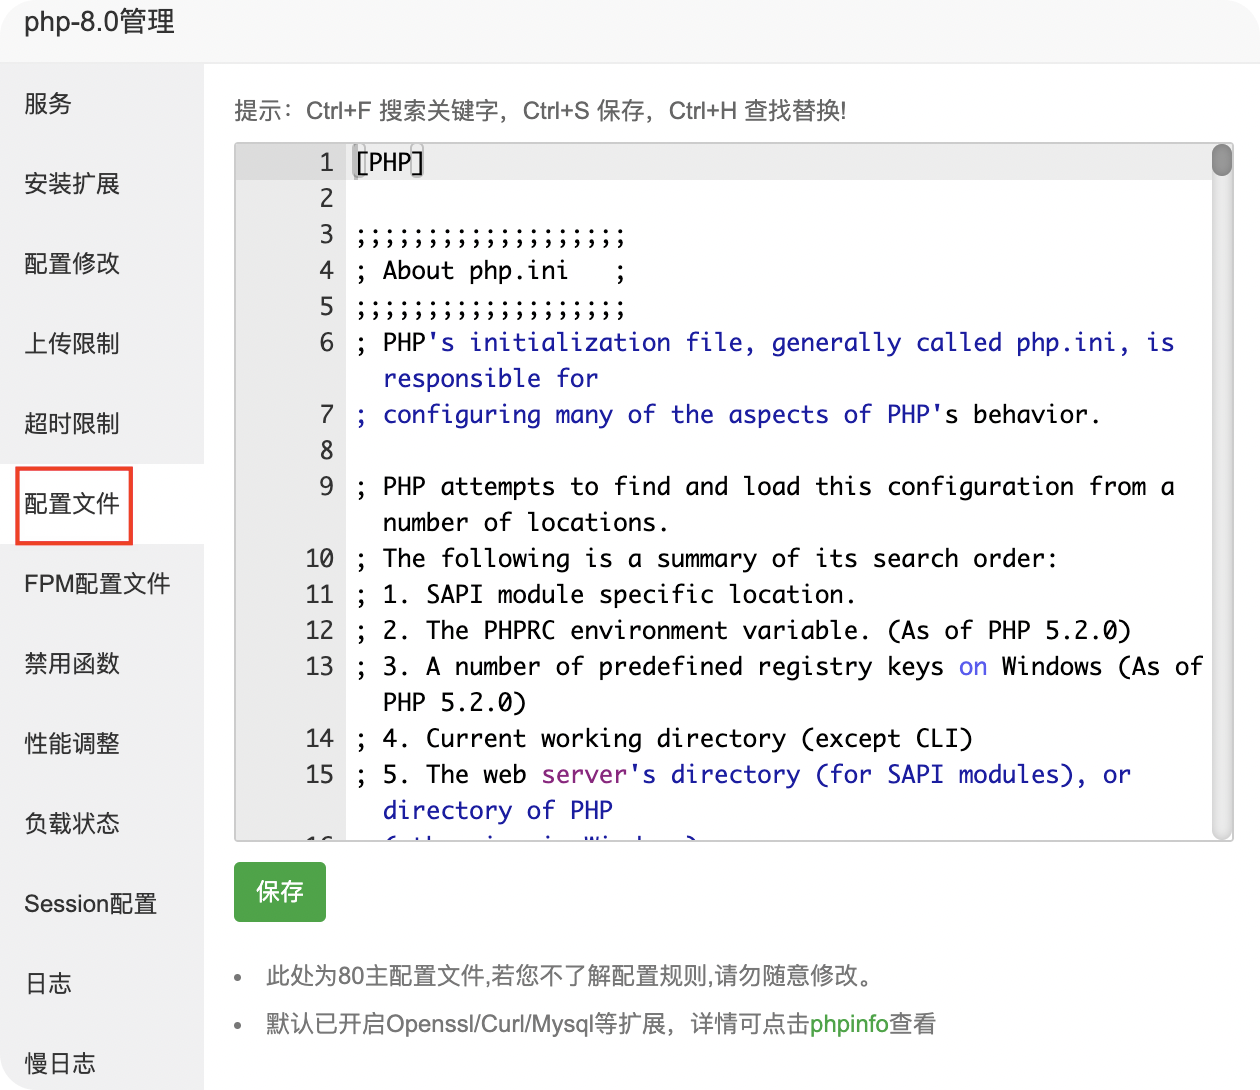 php-8.0管理
服务
安装扩展
配置修改
上传限制
超时限制
配置文件
FPM配置文件
禁用函数
性能调整
负载状态
Session配置
日志
慢日志
提示：Ctrl+F 搜索关键字，Ctrl+S 保存，Ctrl+H 查找替换!
1 [PHP]
2
3 ;;;;;;;;;;;;;;;;;;;
4 ; About php.ini   ;
5 ;;;;;;;;;;;;;;;;;;;
6 ; PHP's initialization file, generally called php.ini, is
responsible for
7 ; configuring many of the aspects of PHP's behavior.
8
9 ; PHP attempts to find and load this configuration from a
number of locations.
10 ; The following is a summary of its search order:
11 ; 1. SAPI module specific location.
12 ; 2. The PHPRC environment variable. (As of PHP 5.2.0)
13 ; 3. A number of predefined registry keys on Windows (As of
PHP 5.2.0)
14 ; 4. Current working directory (except CLI)
15 ; 5. The web server's directory (for SAPI modules), or
directory of PHP
保存
• 此处为80主配置文件,若您不了解配置规则,请勿随意修改。
• 默认已开启Openssl/Curl/Mysql等扩展，详情可点击phpinfo查看